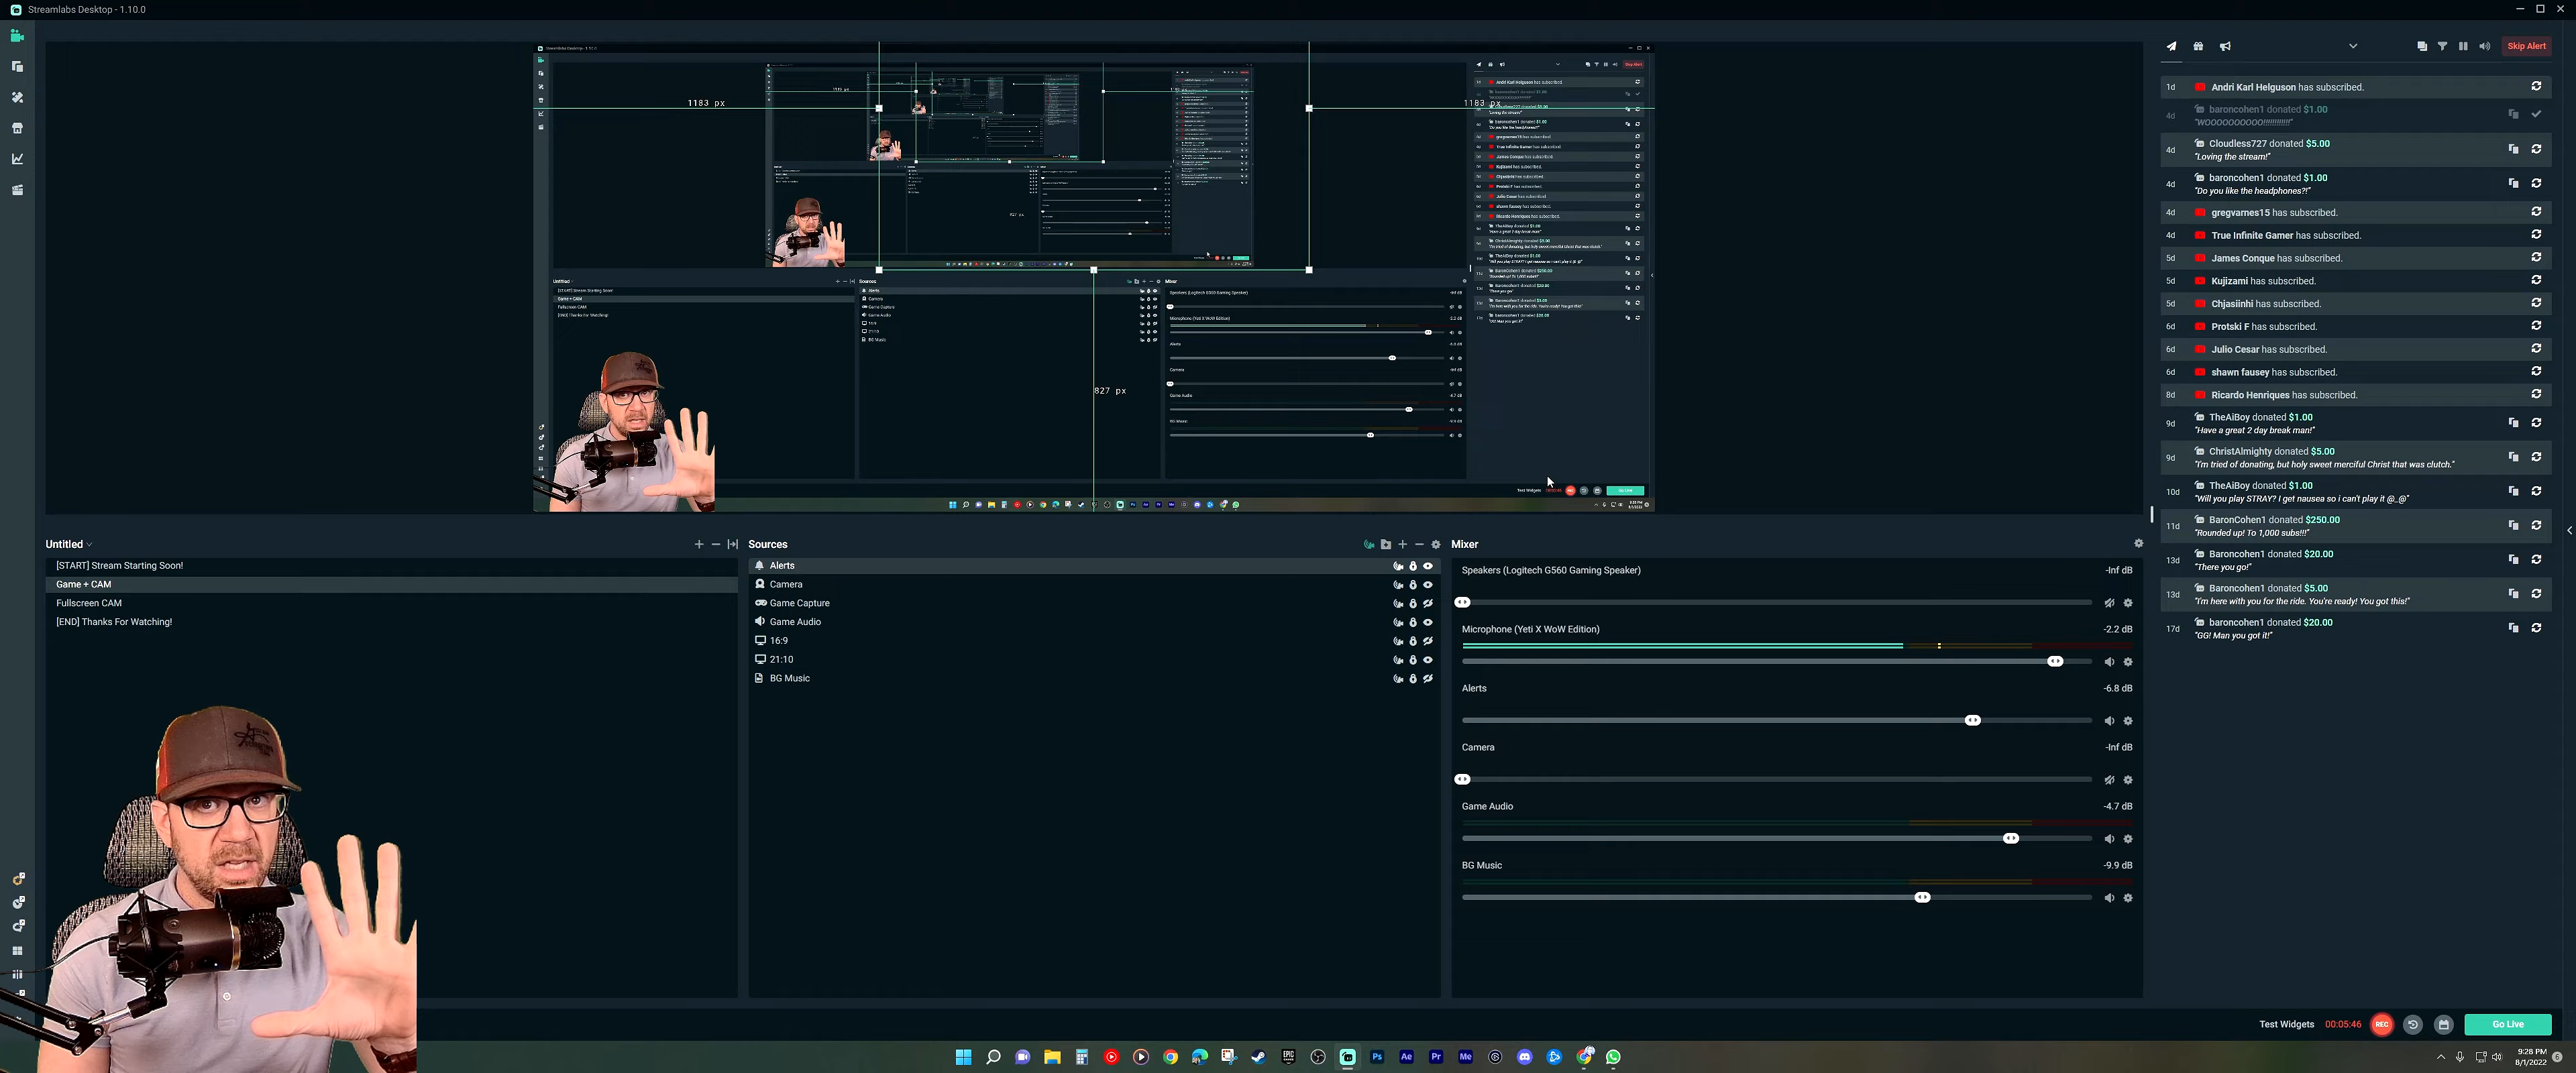 Streamlabs Desktop - 1.10.0
1183 px
1183 px
827 px
Untitled
[START] Stream Starting Soon!
Game + CAM
Fullscreen CAM
[END] Thanks For Watching!
Sources
Alerts
Camera
Game Capture
Game Audio
16:9
21:10
BG Music
Mixer
Speakers (Logitech G560 Gaming Speaker)
-Inf dB
Microphone (Yeti X WoW Edition)
-2.2 dB
Alerts
-6.8 dB
Camera
-Inf dB
Game Audio
-4.7 dB
BG Music
-9.9 dB
Skip Alert
1d Andri Karl Helguson has subscribed.
4d baroncohen1 donated $1.00
"WOOOOOOOOOO!!!!!!!!!!!!"
4d Cloudless727 donated $5.00
"Loving the stream!"
4d baroncohen1 donated $1.00
"Do you like the headphones?!"
4d gregvarnes15 has subscribed.
4d True Infinite Gamer has subscribed.
5d James Conque has subscribed.
5d Kujizami has subscribed.
5d Chjasiinhi has subscribed.
6d Protski F has subscribed.
6d Julio Cesar has subscribed.
6d shawn fausey has subscribed.
8d Ricardo Henriques has subscribed.
9d TheAiBoy donated $1.00
"Have a great 2 day break man!"
9d ChristAlmighty donated $5.00
"I'm tried of donating, but holy sweet merciful Christ that was clutch."
10d TheAiBoy donated $1.00
"Will you play STRAY? I get nausea so i can't play it @_@"
11d BaronCohen1 donated $250.00
"Rounded up! To 1,000 subs!!!"
13d Baroncohen1 donated $20.00
"There you go!"
13d Baroncohen1 donated $5.00
"I'm here with you for the ride. You're ready! You got this!"
17d baroncohen1 donated $20.00
"GG! Man you got it!"
Test Widgets 00:05:46 REC Go Live
Ps Ae Pr Me
EPIC
9:28 PM
8/1/2022
6